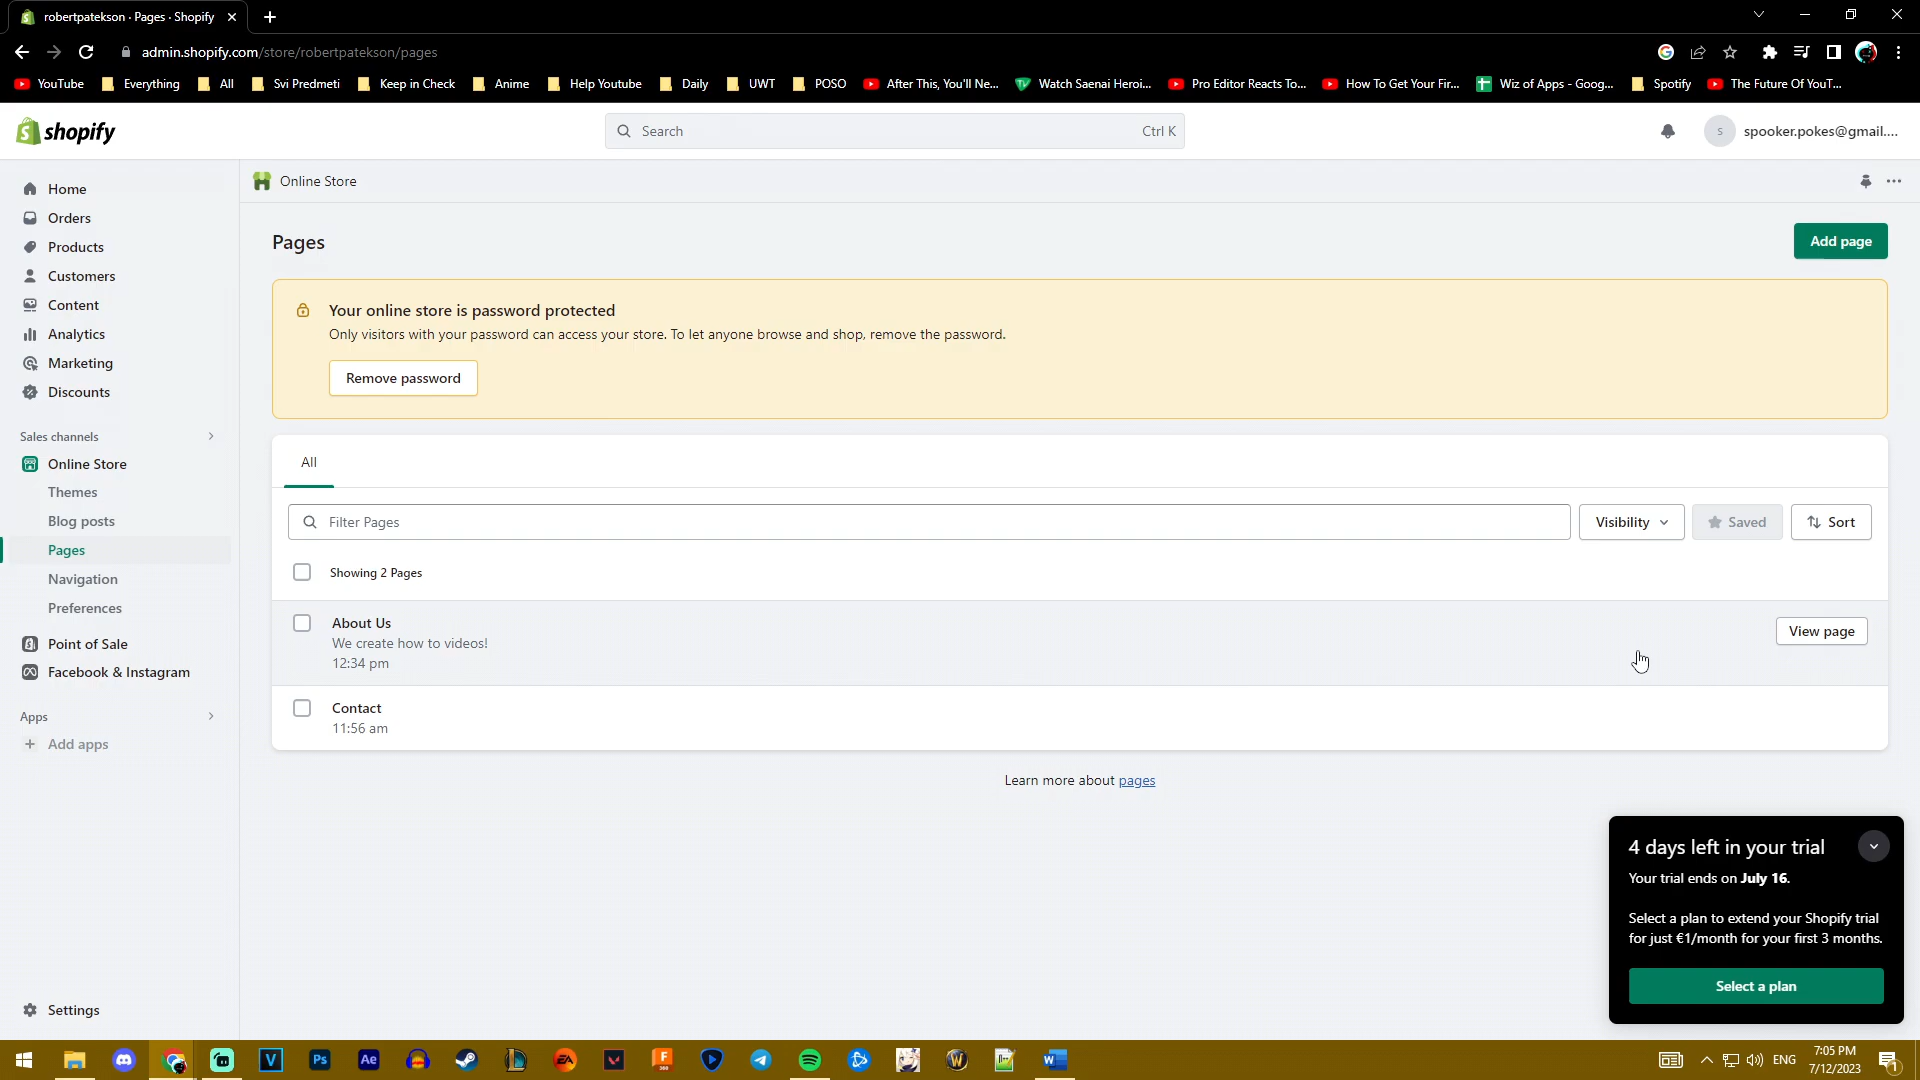 robertpatekson · Pages · Shopify
admin.shopify.com/store/robertpatekson/pages
YouTube
Everything
All
Svi Predmeti
Keep in Check
Anime
Help Youtube
Daily
UWT
POSO
After This, You'll Ne...
Watch Saenai Heroi...
Pro Editor Reacts To...
How To Get Your Fir...
Wiz of Apps - Goog...
Spotify
The Future Of YouT...
shopify
Search
Ctrl K
S
spooker.pokes@gmail....
Home
Orders
Products
Customers
Content
Analytics
Marketing
Discounts
Sales channels
Online Store
Themes
Blog posts
Pages
Navigation
Preferences
Point of Sale
Facebook & Instagram
Apps
Add apps
Settings
Online Store
Pages
Add page
Your online store is password protected
Only visitors with your password can access your store. To let anyone browse and shop, remove the password.
Remove password
All
Filter Pages
Visibility
Saved
Sort
Showing 2 Pages
About Us
We create how to videos!
12:34 pm
View page
Contact
11:56 am
Learn more about pages
4 days left in your trial
Your trial ends on July 16.
Select a plan to extend your Shopify trial
for just €1/month for your first 3 months.
Select a plan
ENG
7:05 PM
7/12/2023
1